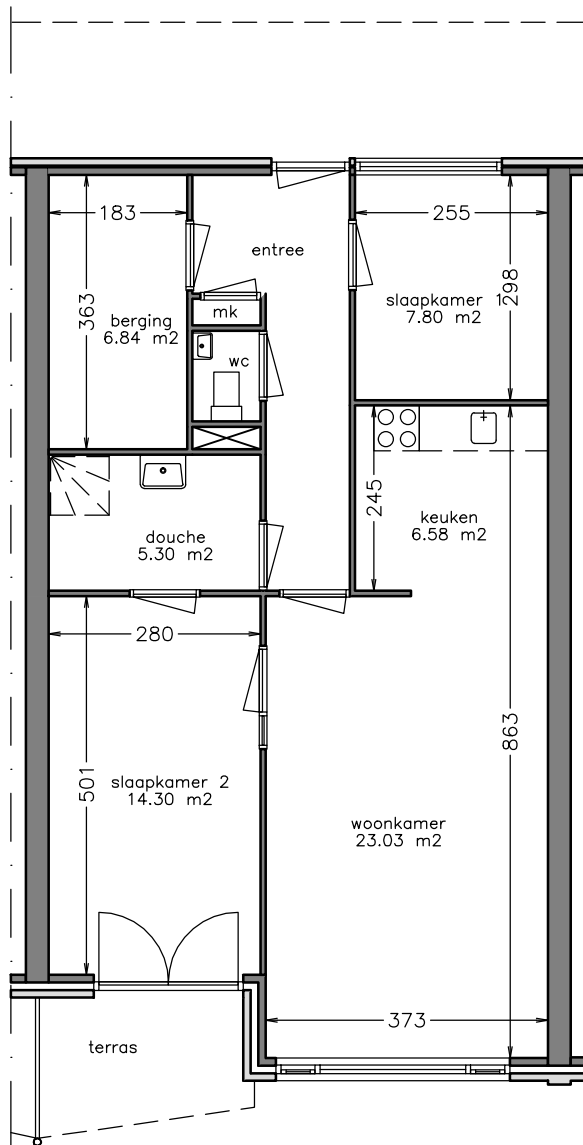 183
255
entree
363
298
mk
slaapkamer 1
7.80 m2
berging
6.84 m2
wc
245
keuken
6.58 m2
douche
5.30 m2
280
863
501
slaapkamer 2
14.30 m2
woonkamer
23.03 m2
373
terras